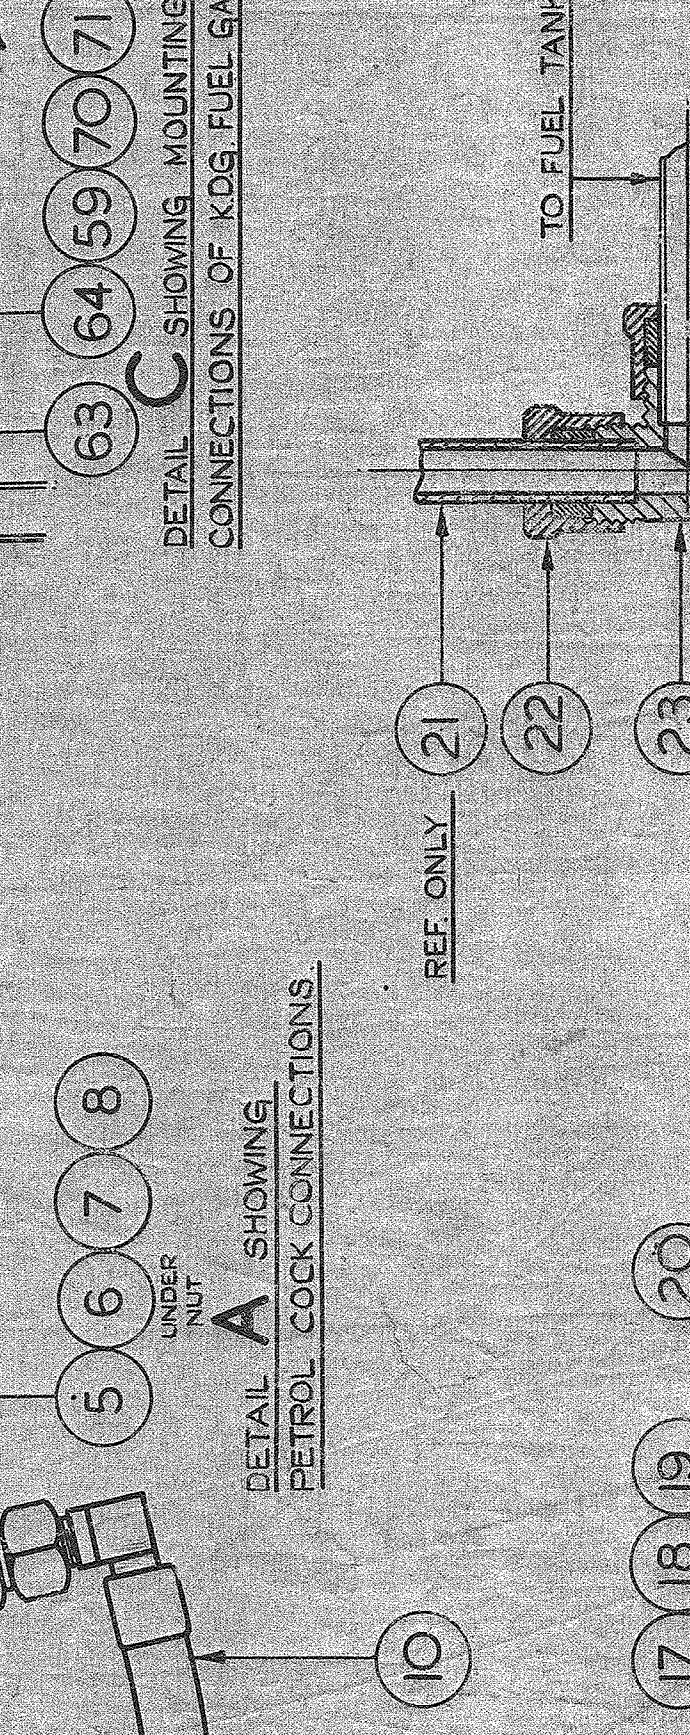 63 64 59 70 71
DETAIL C SHOWING MOUNTING
CONNECTIONS OF K.D.G. FUEL GA
TO FUEL TANK
21
22
23
REF. ONLY
5 6 7 8
UNDER
NUT
DETAIL A SHOWING
PETROL COCK CONNECTIONS.
10
17 18 19 20